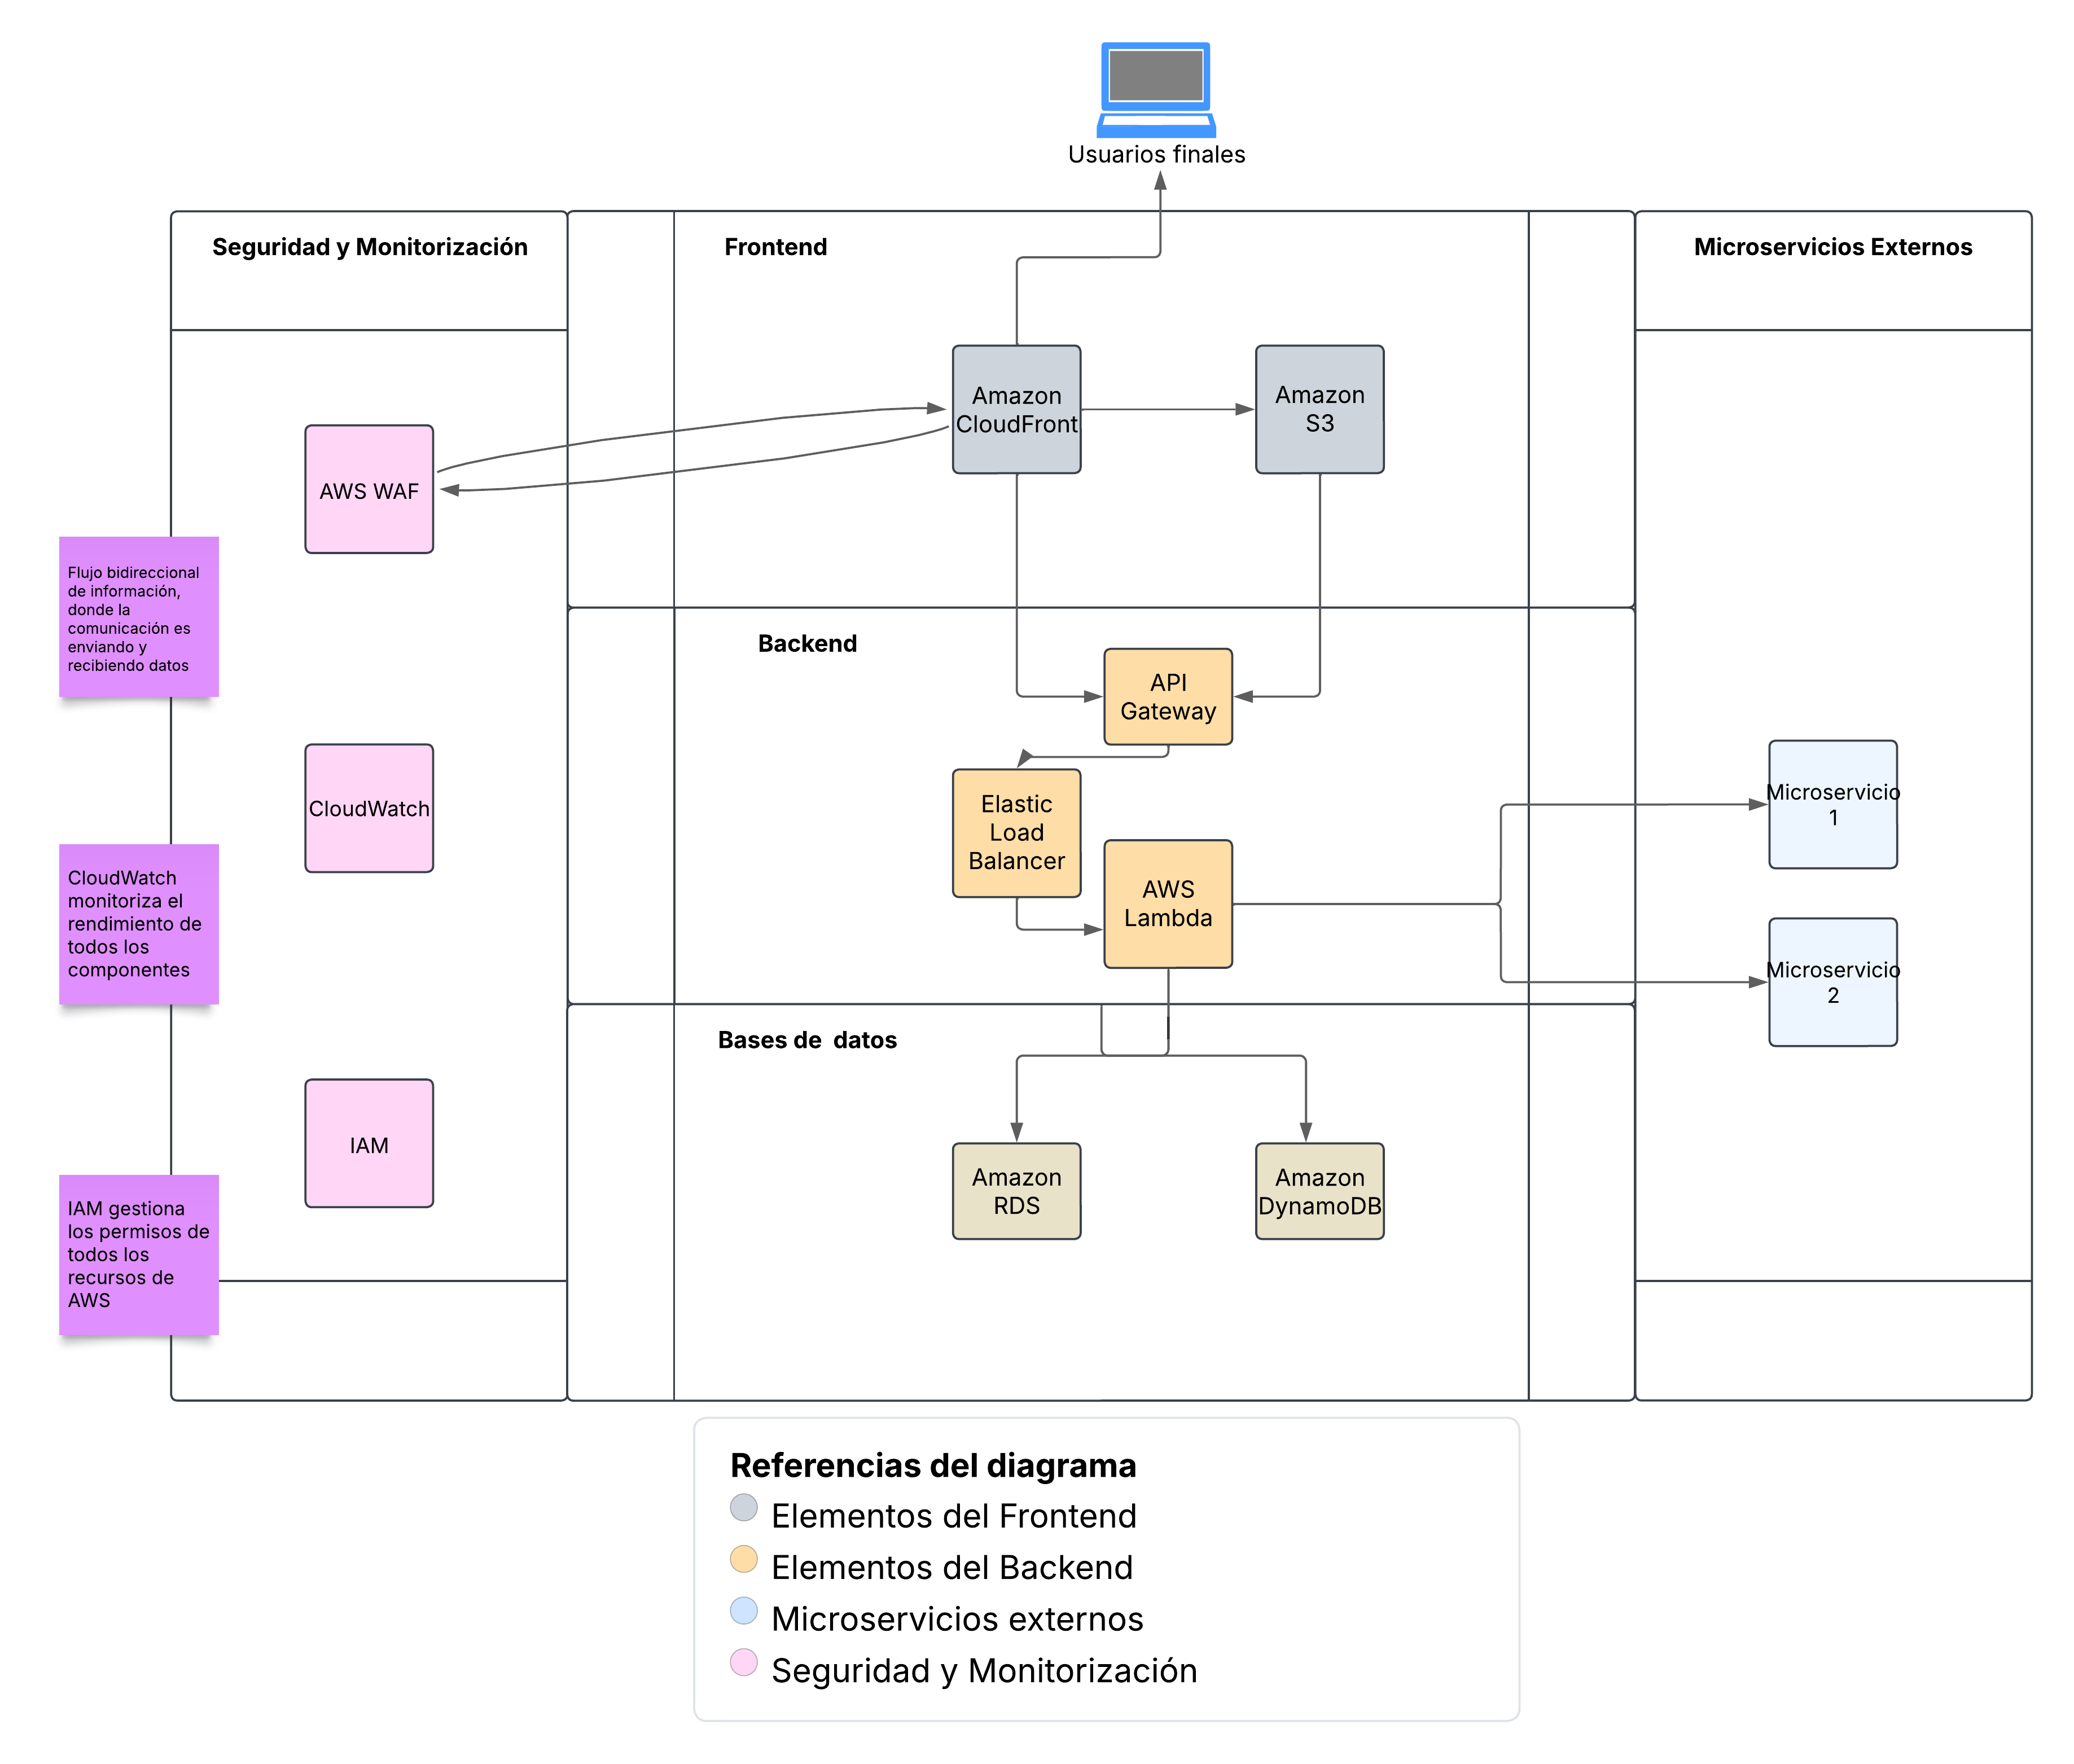 Usuarios finales
Seguridad y Monitorización
Frontend
Microservicios Externos
Amazon
CloudFront
Amazon
S3
AWS WAF
Flujo bidireccional
de información,
donde la
comunicación es
enviando y
recibiendo datos
Backend
API
Gateway
CloudWatch
Elastic
Load
Balancer
AWS
Lambda
Microservicio
1
Microservicio
2
CloudWatch
monitoriza el
rendimiento de
todos los
componentes
Bases de  datos
IAM
Amazon
RDS
Amazon
DynamoDB
IAM gestiona
los permisos de
todos los
recursos de
AWS
Referencias del diagrama
Elementos del Frontend
Elementos del Backend
Microservicios externos
Seguridad y Monitorización